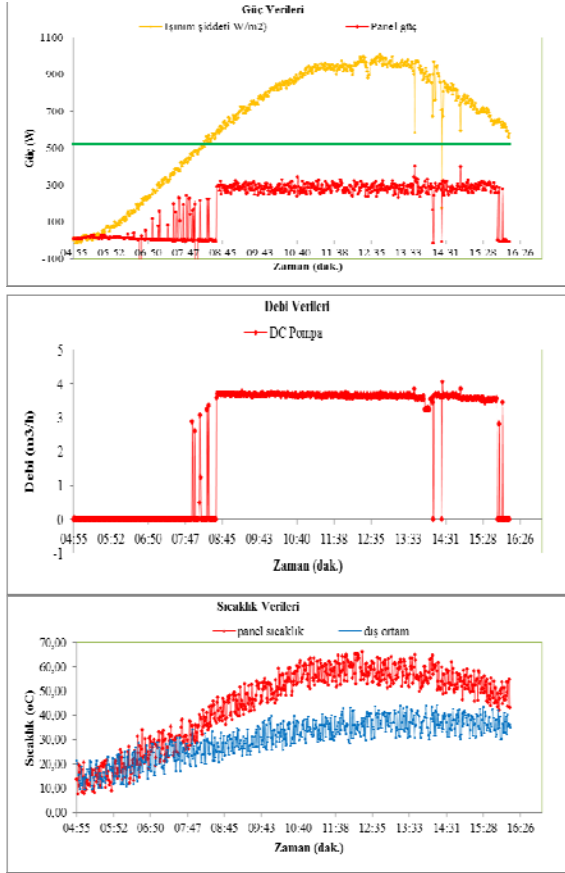 Güç Verileri
Işınım şiddeti W/m2) Panel güç
1100
900
700
500
300
100
-100
Güç (W)
04:55 05:52 06:50 07:47 08:45 09:43 10:40 11:38 12:35 13:33 14:31 15:28 16:26
Zaman (dak.)
Debi Verileri
DC Pompa
5
4
3
2
1
0
-1
Debi (m3/h)
04:55 05:52 06:50 07:47 08:45 09:43 10:40 11:38 12:35 13:33 14:31 15:28 16:26
Zaman (dak.)
Sıcaklık Verileri
panel sıcaklık dış ortam
70,00
60,00
50,00
40,00
30,00
20,00
10,00
0,00
Sıcaklık (oC)
04:55 05:52 06:50 07:47 08:45 09:43 10:40 11:38 12:35 13:33 14:31 15:28 16:26
Zaman (dak.)